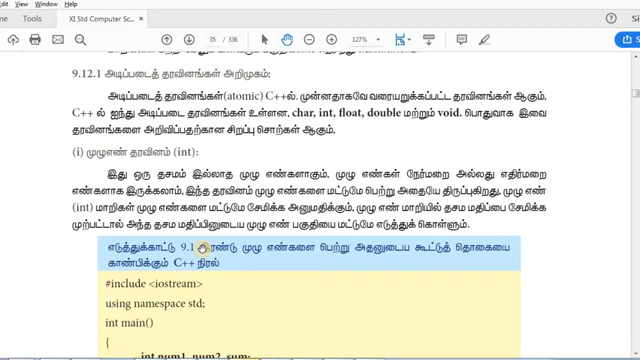 View Window Help
Tools
XI Std Computer Sc...
35 / 336
127%
9.12.1 அடிப்படைத் தரவினங்கள் அறிமுகம்:
அடிப்படைத் தரவினங்கள்(atomic) C++ல். முன்னதாகவே வரையறுக்கப்பட்ட தரவினங்கள் ஆகும்,
C++ ல் ஐந்து அடிப்படை தரவினங்கள் உள்ளன. char, int, float, double மற்றும் void. பொதுவாக இவை
தரவினங்களை அறிவிப்பதற்கான சிறப்பு சொற்கள் ஆகும்,
(i) முழுஎண் தரவினம் (int):
இது ஒரு தசமம் இல்லாத முழு எண்களாகும், முழு எண்கள் நேர்மறை அல்லது எதிர்மறை
எண்களாக இருக்கலாம், இந்த தரவினம் முழு எண்களை மட்டுமே பெற்று அதையே திருப்புகிறது, முழு எண்
(int) மாறிகள் முழு எண்களை மட்டுமே சேமிக்க அனுமதிக்கும், முழு எண் மாறியில் தசம மதிப்பை சேமிக்க
முற்பட்டால் அந்த தசம மதிப்பினுடைய முழு எண் பகுதியை மட்டுமே எடுத்துக் கொள்ளும்.
எடுத்துக்காட்டு 9.1 இரண்டு முழு எண்களை பெற்று அதனுடைய கூட்டுத் தொகையை
காண்பிக்கும் C++ நிரல்
#include <iostream>
using namespace std;
int main()
{
int num1, num2, sum;